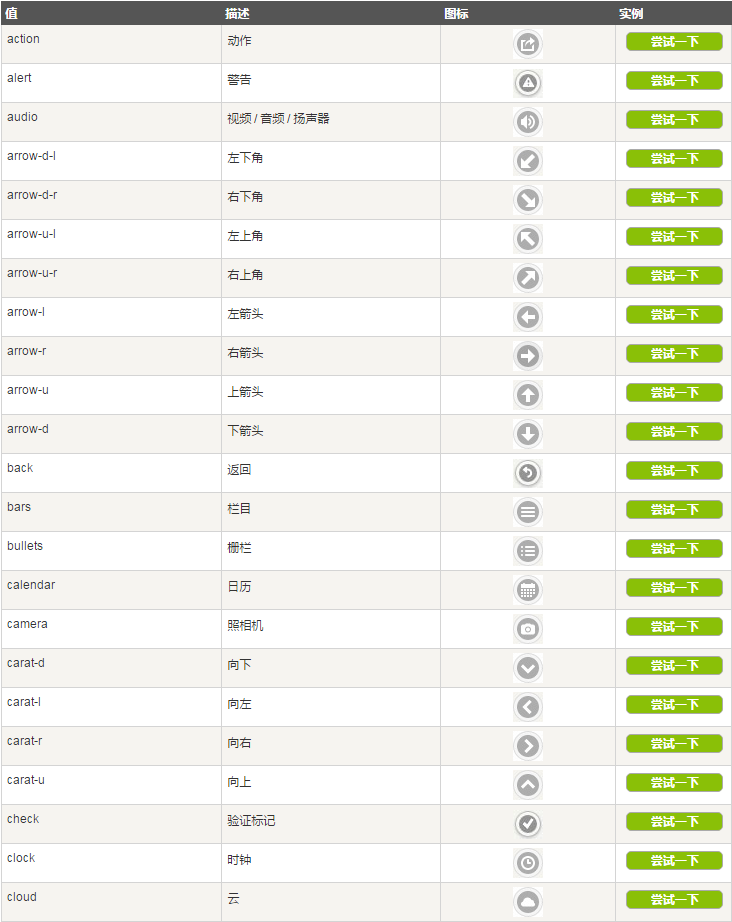 值 描述 图标 实例
action 动作 尝试一下
alert 警告 尝试一下
audio 视频 / 音频 / 扬声器 尝试一下
arrow-d-l 左下角 尝试一下
arrow-d-r 右下角 尝试一下
arrow-u-l 左上角 尝试一下
arrow-u-r 右上角 尝试一下
arrow-l 左箭头 尝试一下
arrow-r 右箭头 尝试一下
arrow-u 上箭头 尝试一下
arrow-d 下箭头 尝试一下
back 返回 尝试一下
bars 栏目 尝试一下
bullets 栅栏 尝试一下
calendar 日历 尝试一下
camera 照相机 尝试一下
carat-d 向下 尝试一下
carat-l 向左 尝试一下
carat-r 向右 尝试一下
carat-u 向上 尝试一下
check 验证标记 尝试一下
clock 时钟 尝试一下
cloud 云 尝试一下